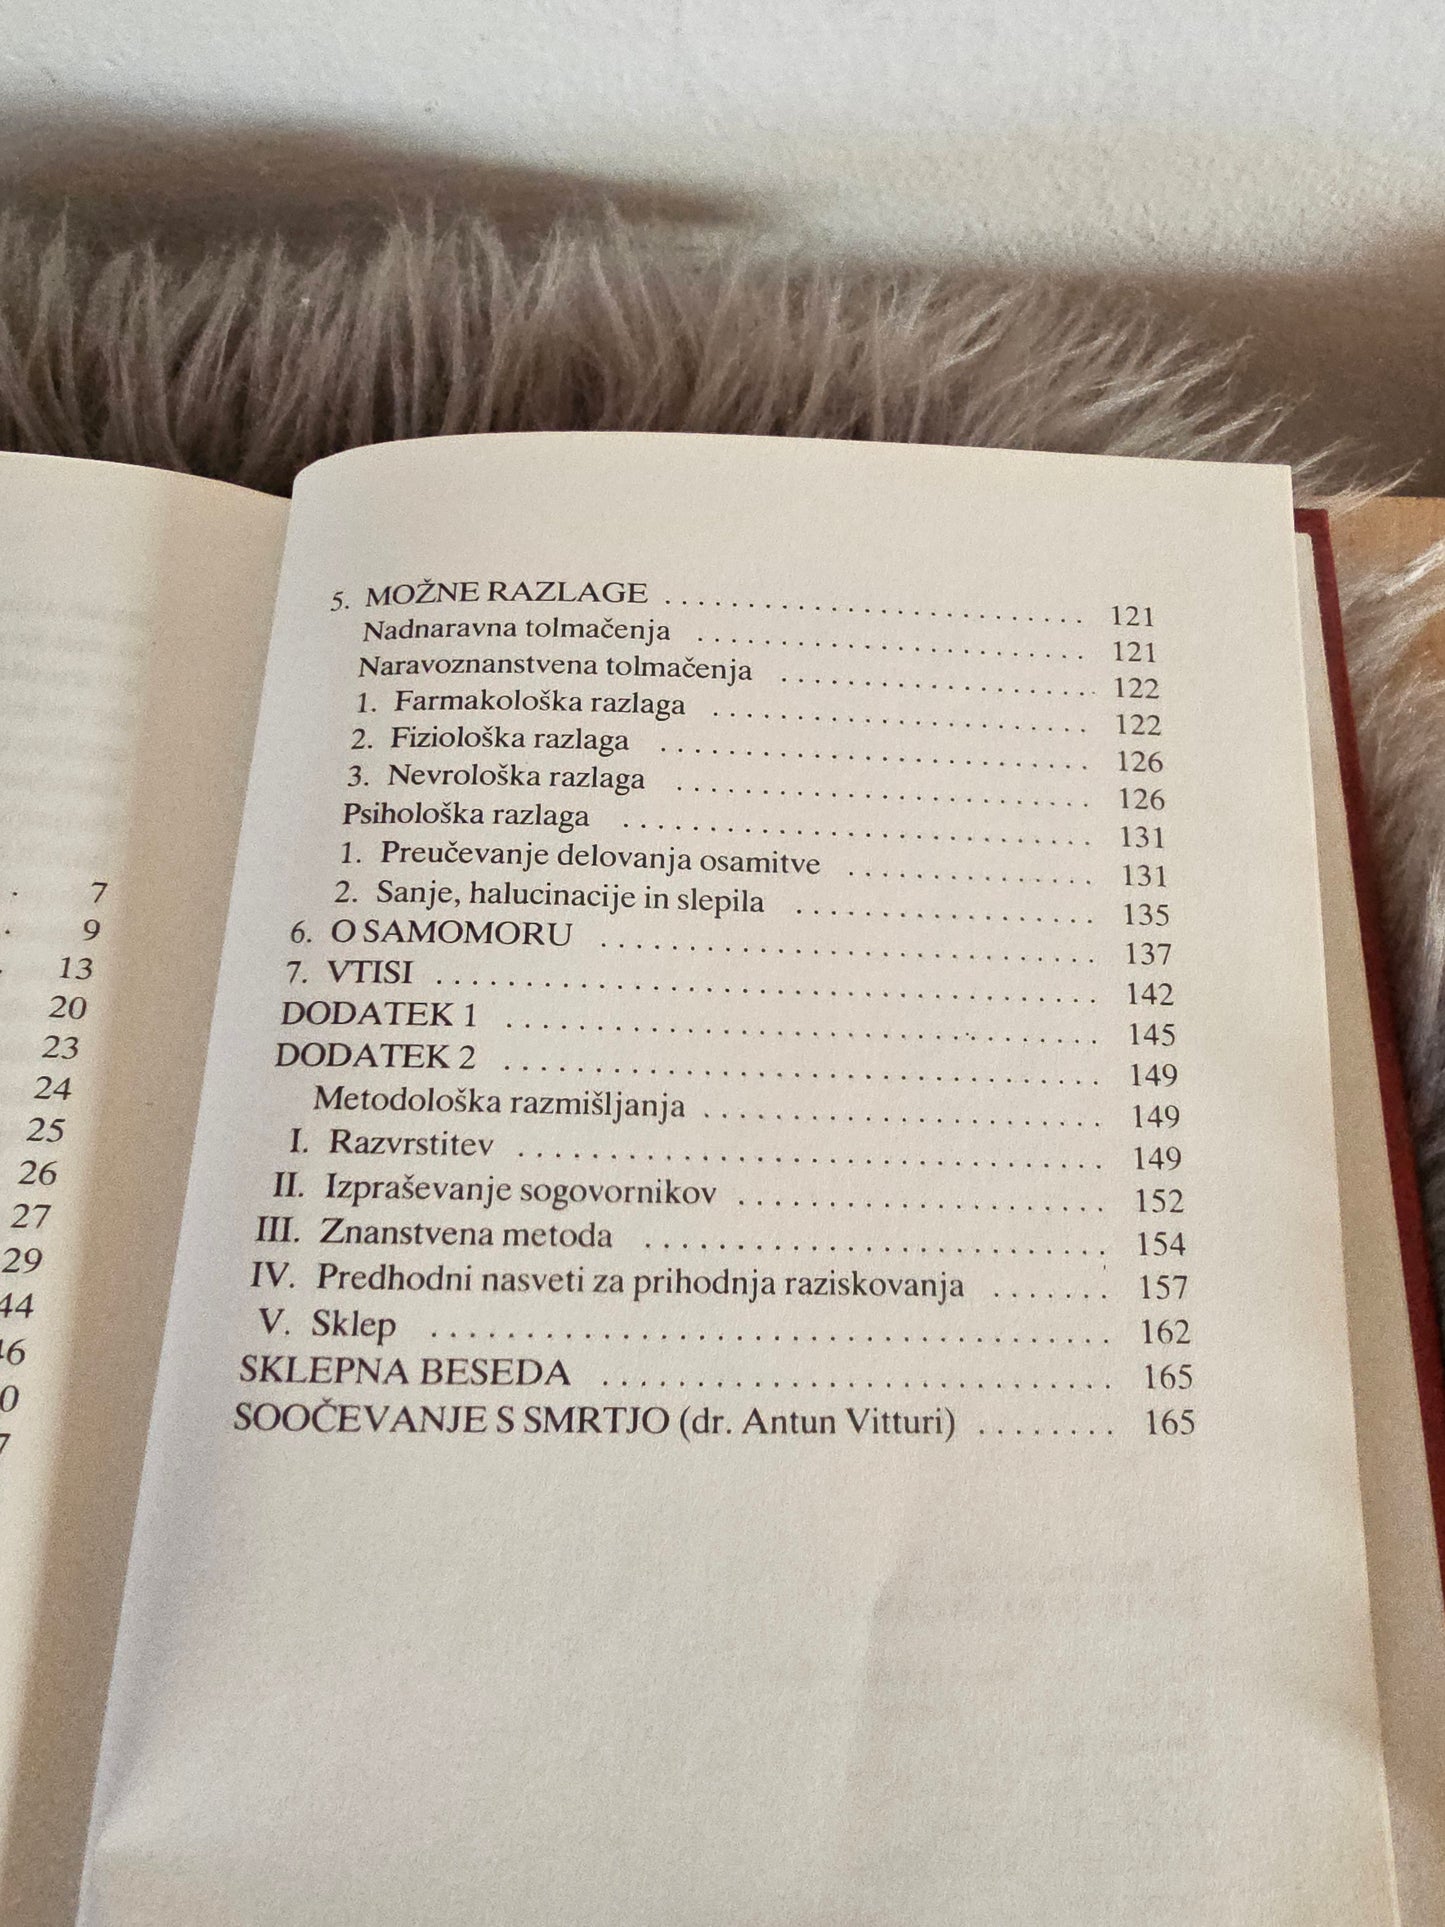 7
9
13
20
23
24
25
26
27
29
44
46
5. MOŽNE RAZLAGE . . . . . . . . . . . . . . . . . . . . . . . . . . 121
Nadnaravna tolmačenja . . . . . . . . . . . . . . . . . . . . . . . 121
Naravoznanstvena tolmačenja . . . . . . . . . . . . . . . . . . . 122
1. Farmakološka razlaga . . . . . . . . . . . . . . . . . . . . . . 122
2. Fiziološka razlaga . . . . . . . . . . . . . . . . . . . . . . . . . 126
3. Nevrološka razlaga . . . . . . . . . . . . . . . . . . . . . . . . 126
Psihološka razlaga . . . . . . . . . . . . . . . . . . . . . . . . . . . 131
1. Preučevanje delovanja osamitve . . . . . . . . . . . . . . . 131
2. Sanje, halucinacije in slepila . . . . . . . . . . . . . . . . . . 135
6. O SAMOMORU . . . . . . . . . . . . . . . . . . . . . . . . . . . . 137
7. VTISI . . . . . . . . . . . . . . . . . . . . . . . . . . . . . . . . . . . . 142
DODATEK 1 . . . . . . . . . . . . . . . . . . . . . . . . . . . . . . . . . 145
DODATEK 2 . . . . . . . . . . . . . . . . . . . . . . . . . . . . . . . . . 149
Metodološka razmišljanja . . . . . . . . . . . . . . . . . . . . . . 149
I. Razvrstitev . . . . . . . . . . . . . . . . . . . . . . . . . . . . . . . . 149
II. Izpraševanje sogovornikov . . . . . . . . . . . . . . . . . . . . 152
III. Znanstvena metoda . . . . . . . . . . . . . . . . . . . . . . . . . 154
IV. Predhodni nasveti za prihodnja raziskovanja . . . . . . . 157
V. Sklep . . . . . . . . . . . . . . . . . . . . . . . . . . . . . . . . . . . . 162
SKLEPNA BESEDA . . . . . . . . . . . . . . . . . . . . . . . . . . . 165
SOOČEVANJE S SMRTJO (dr. Antun Vitturi) . . . . . . . . 165